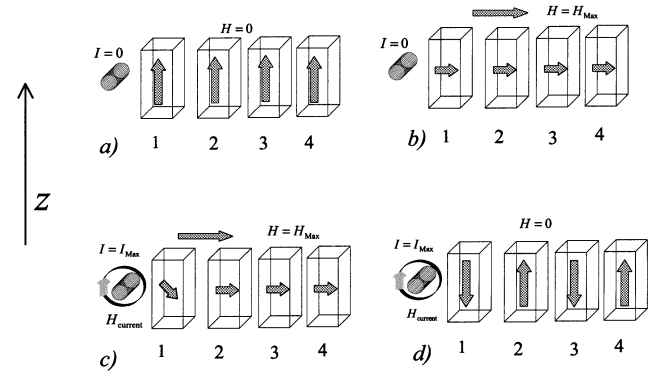 I = 0
H = 0
a) 1 2 3 4
H = H_Max
I = 0
b) 1 2 3 4
z
H = H_Max
I = I_Max
H_current
c) 1 2 3 4
H = 0
I = I_Max
H_current
d) 1 2 3 4